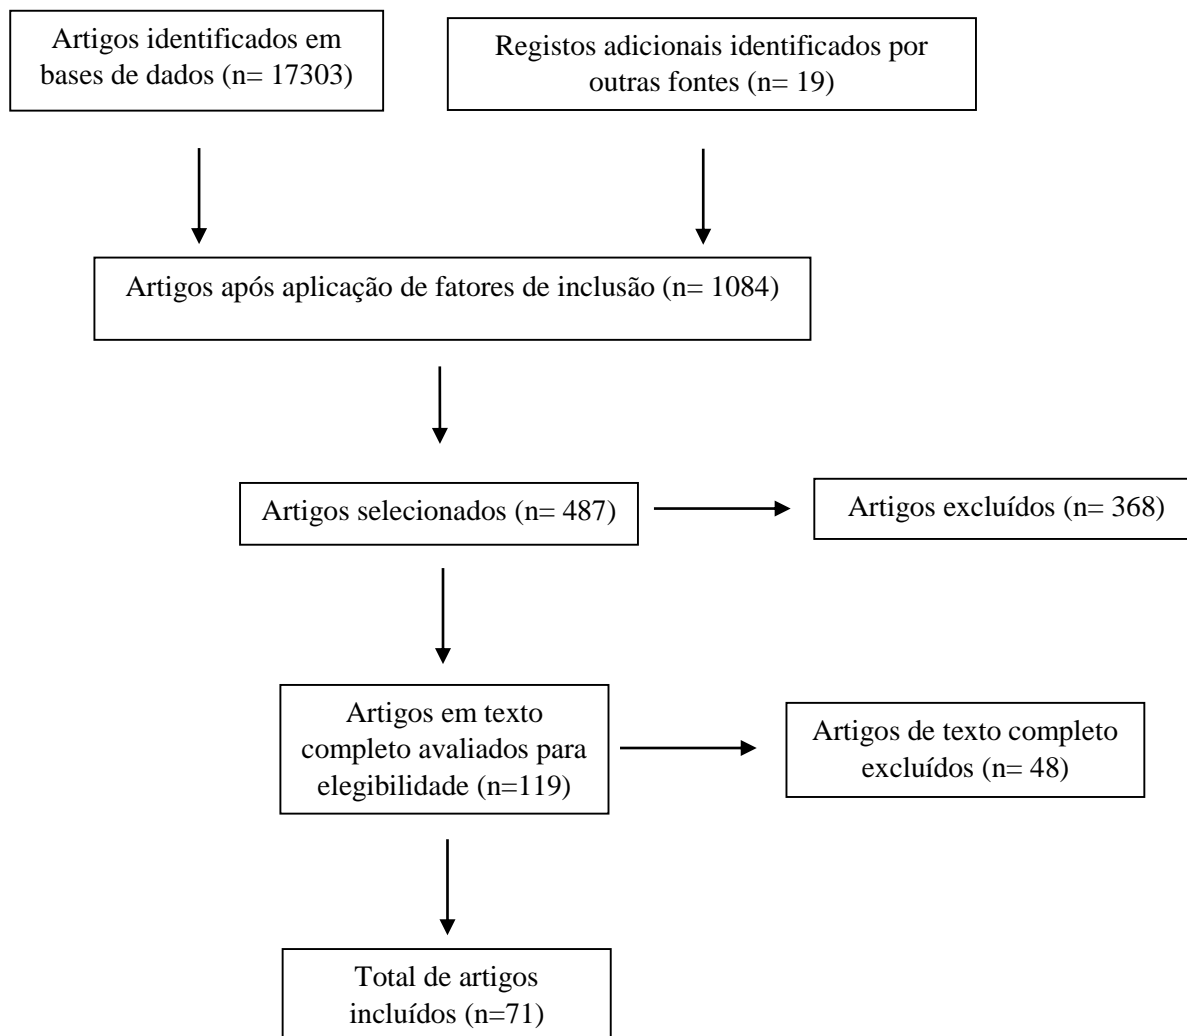 Artigos identificados em
bases de dados (n= 17303)
Registos adicionais identificados por
outras fontes (n= 19)
Artigos após aplicação de fatores de inclusão (n= 1084)
Artigos selecionados (n= 487)
Artigos excluídos (n= 368)
Artigos em texto
completo avaliados para
elegibilidade (n=119)
Artigos de texto completo
excluídos (n= 48)
Total de artigos
incluídos (n=71)